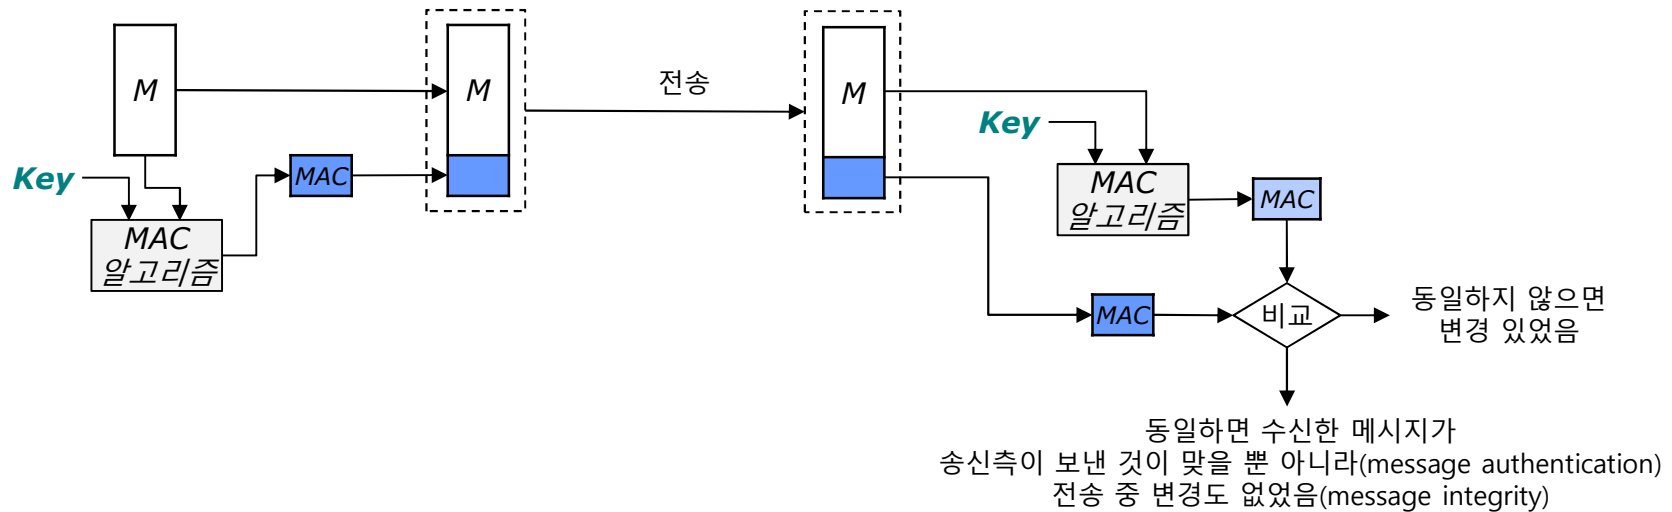 M
Key
MAC
알고리즘
MAC
M
전송
M
Key
MAC
알고리즘
MAC
MAC
비교
동일하지 않으면
변경 있었음
동일하면 수신한 메시지가
송신측이 보낸 것이 맞을 뿐 아니라(message authentication)
전송 중 변경도 없었음(message integrity)